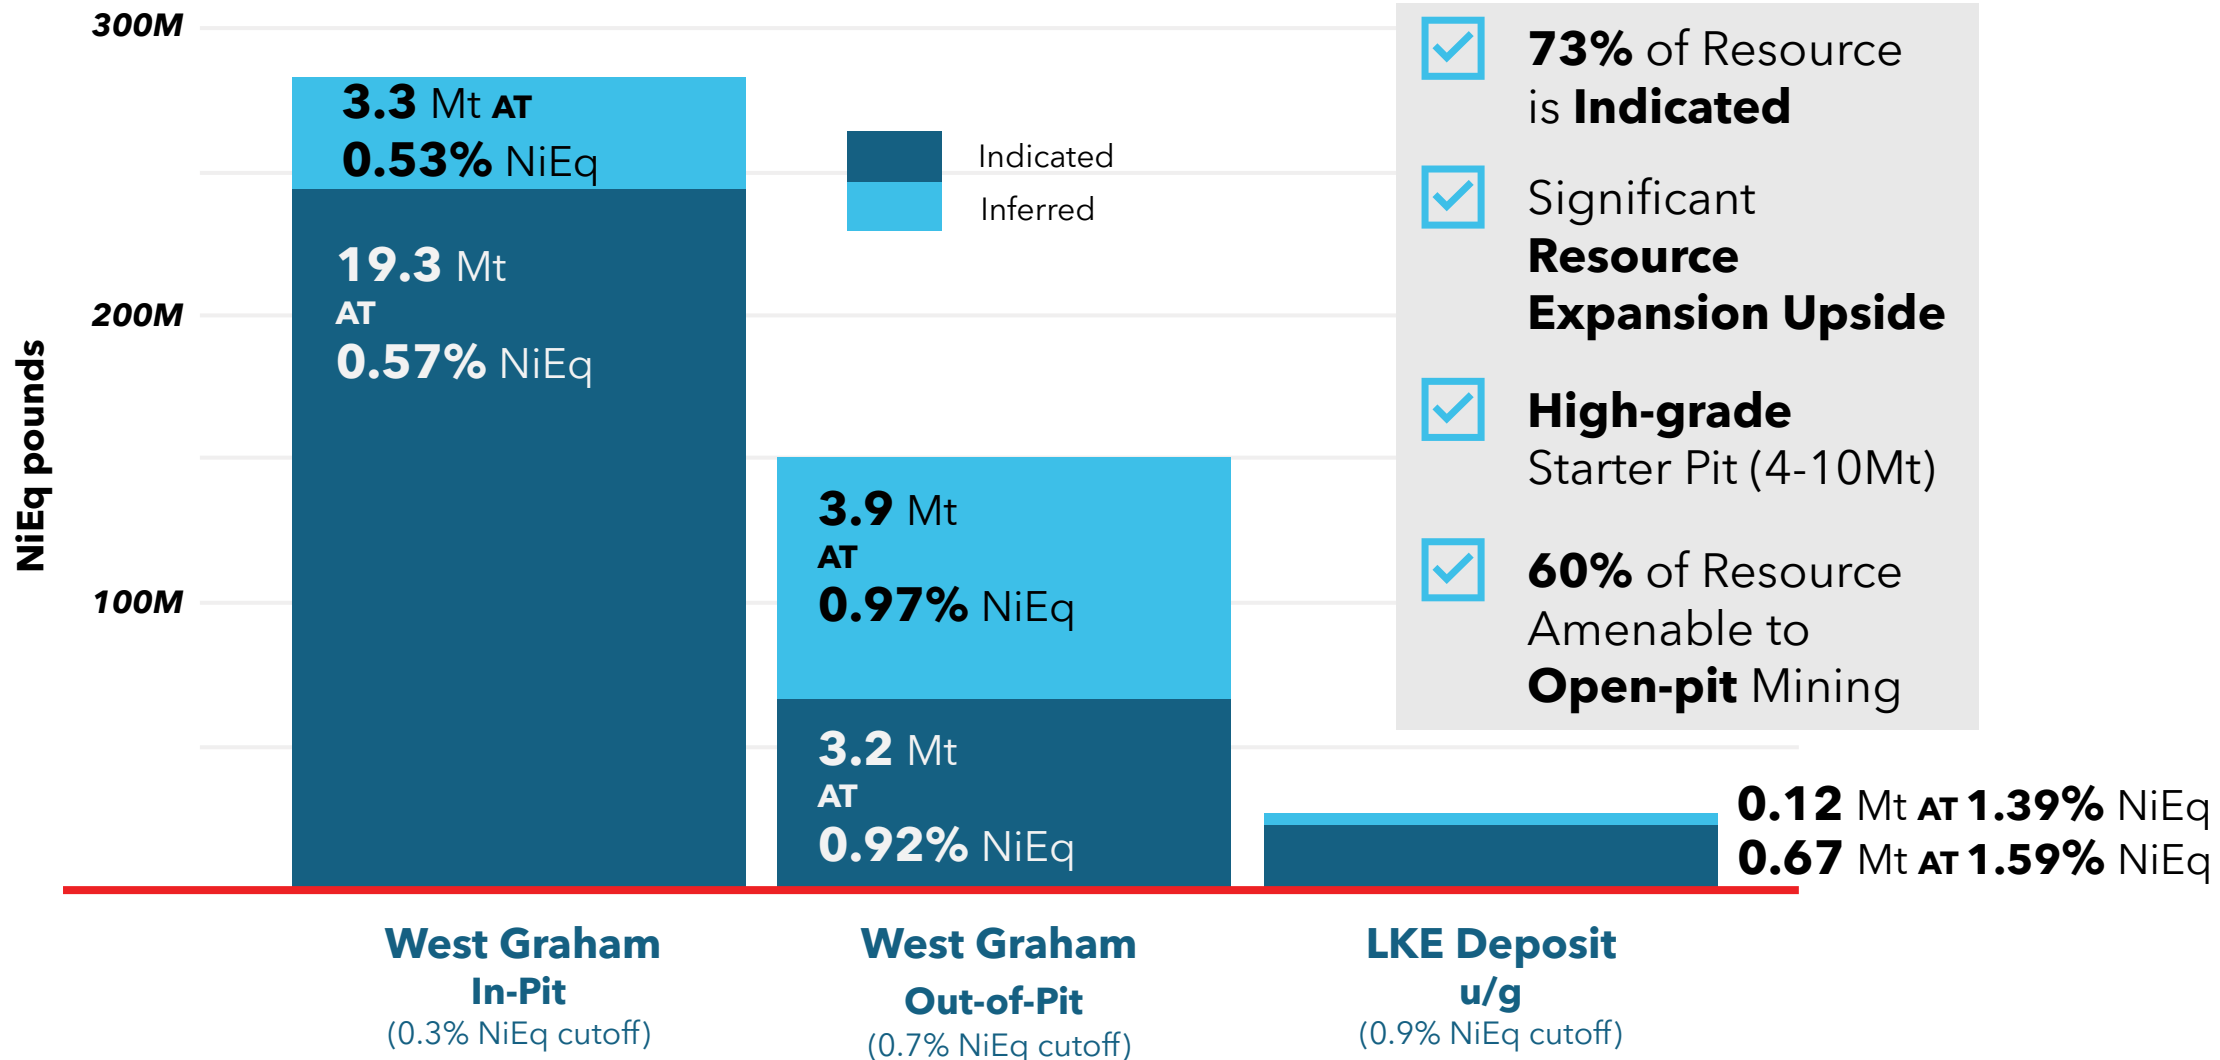 300M
200M
100M
NiEq pounds
3.3 Mt AT
0.53% NiEq
19.3 Mt
AT
0.57% NiEq
3.9 Mt
AT
0.97% NiEq
3.2 Mt
AT
0.92% NiEq
0.12 Mt AT 1.39% NiEq
0.67 Mt AT 1.59% NiEq
Indicated
Inferred
73% of Resource
is Indicated
Significant
Resource
Expansion Upside
High-grade
Starter Pit (4-10Mt)
60% of Resource
Amenable to
Open-pit Mining
West Graham
In-Pit
(0.3% NiEq cutoff)
West Graham
Out-of-Pit
(0.7% NiEq cutoff)
LKE Deposit
u/g
(0.9% NiEq cutoff)